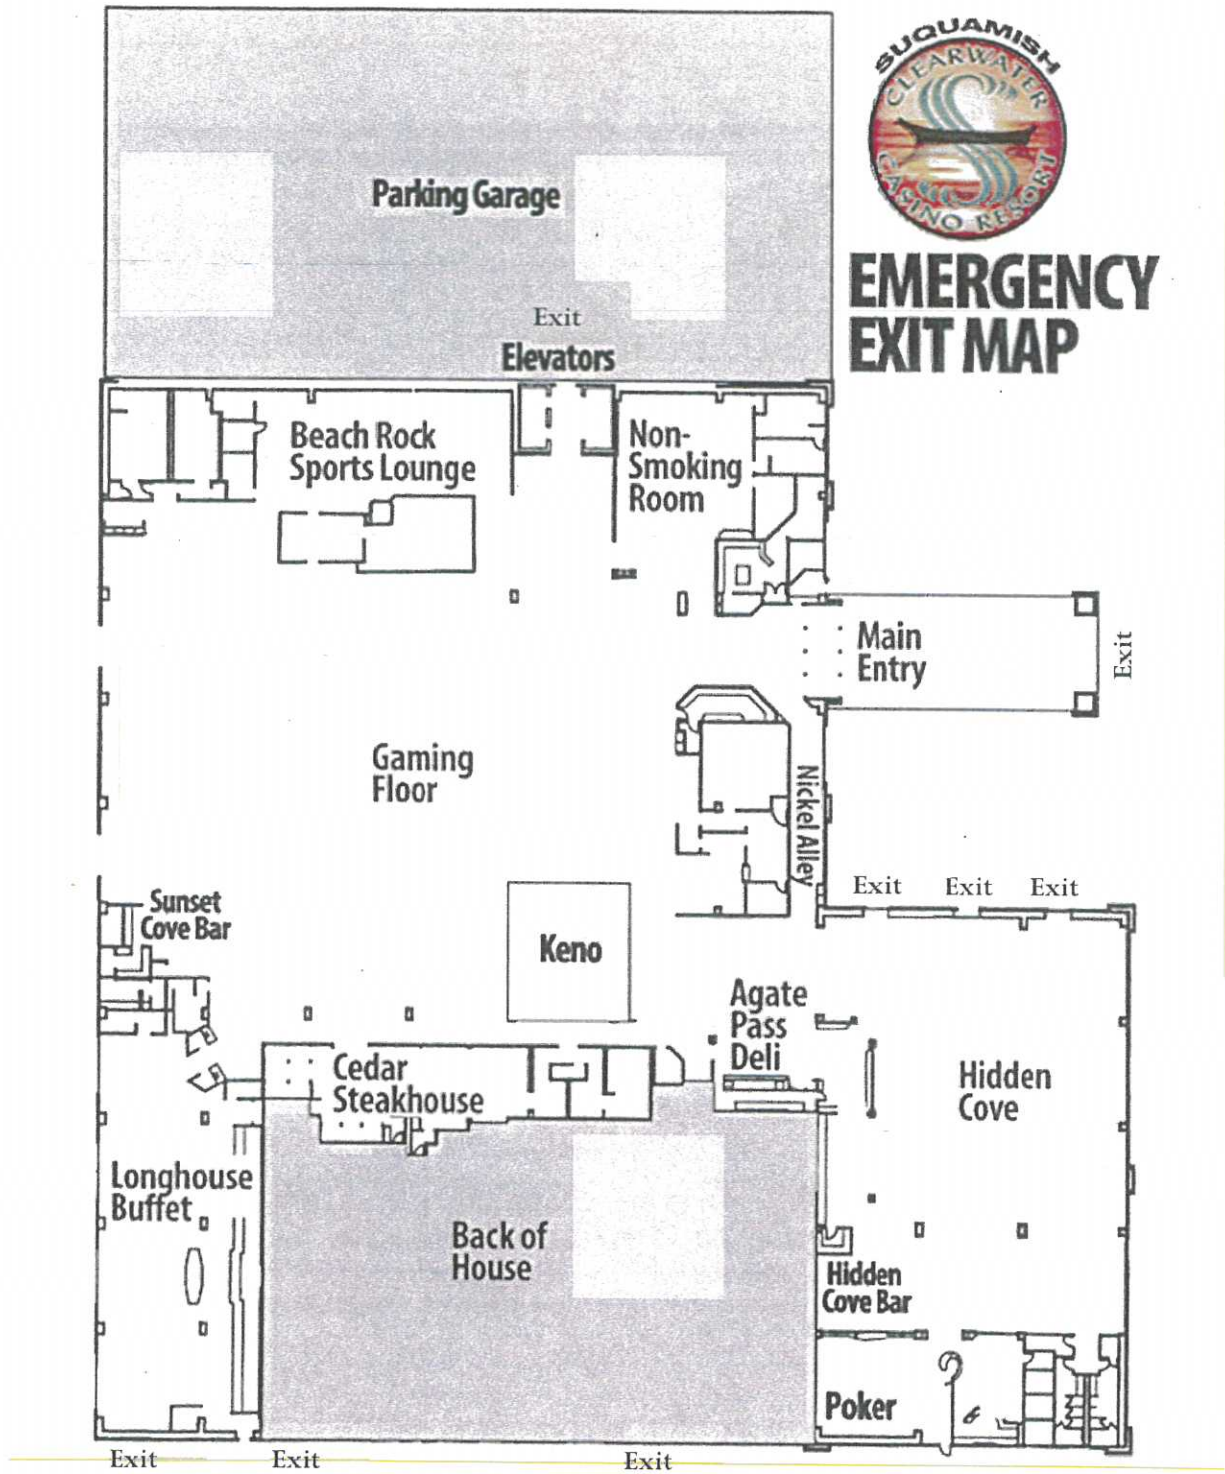 SUQUAMISH
CLEARWATER
CASINO RESORT
EMERGENCY
EXIT MAP
Parking Garage
Exit
Elevators
Beach Rock
Sports Lounge
Non-
Smoking
Room
Main
Entry
Exit
Gaming
Floor
Nickel Alley
Exit Exit Exit
Sunset
Cove Bar
Keno
Agate
Pass
Deli
Cedar
Steakhouse
Hidden
Cove
Longhouse
Buffet
Back of
House
Hidden
Cove Bar
Poker
Exit Exit Exit